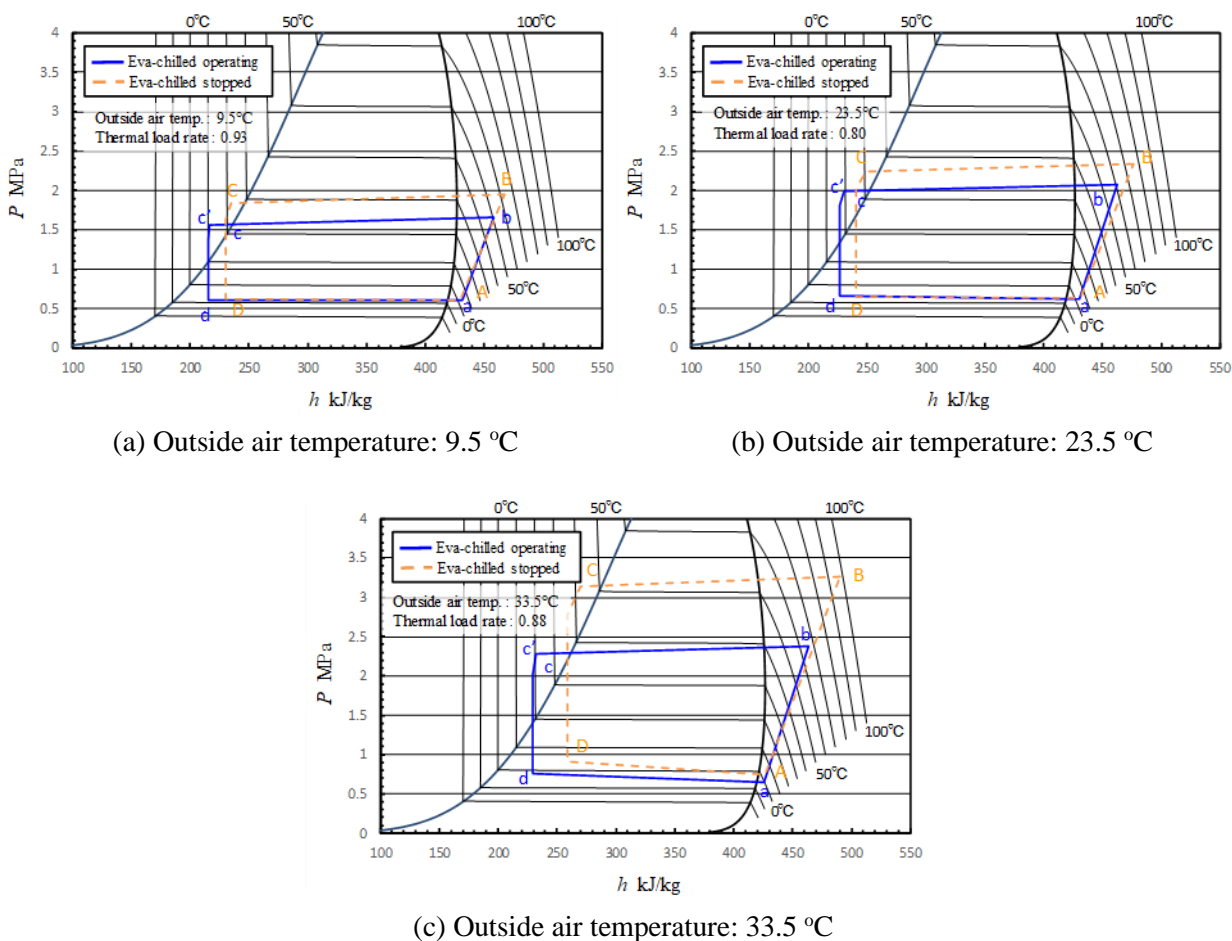 0°C 50°C 100°C
4
Eva-chilled operating
Eva-chilled stopped
3.5
Outside air temp. : 9.5°C
Thermal load rate : 0.93
3
2.5
2
1.5
1
0.5
0
P MPa
C B
c' c b
100°C
50°C
d D a A
0°C
100 150 200 250 300 350 400 450 500 550
h kJ/kg
(a) Outside air temperature: 9.5 °C
0°C 50°C 100°C
4
Eva-chilled operating
Eva-chilled stopped
3.5
Outside air temp. : 23.5°C
Thermal load rate : 0.80
3
2.5
2
1.5
1
0.5
0
P MPa
C B
c' c b
100°C
50°C
d D a A
0°C
100 150 200 250 300 350 400 450 500 550
h kJ/kg
(b) Outside air temperature: 23.5 °C
0°C 50°C 100°C
4
Eva-chilled operating
Eva-chilled stopped
3.5
Outside air temp. : 33.5°C
Thermal load rate : 0.88
3
2.5
2
1.5
1
0.5
0
P MPa
C B
c' c b
100°C
D A 50°C
d a
0°C
100 150 200 250 300 350 400 450 500 550
h kJ/kg
(c) Outside air temperature: 33.5 °C